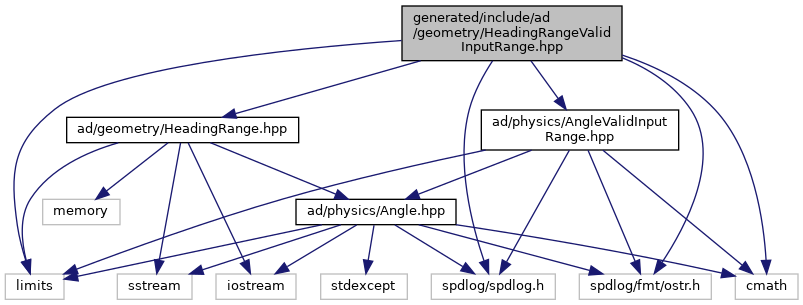 generated/include/ad
/geometry/HeadingRangeValid
InputRange.hpp
ad/geometry/HeadingRange.hpp
ad/physics/AngleValidInput
Range.hpp
memory
ad/physics/Angle.hpp
limits
sstream
iostream
stdexcept
spdlog/spdlog.h
spdlog/fmt/ostr.h
cmath